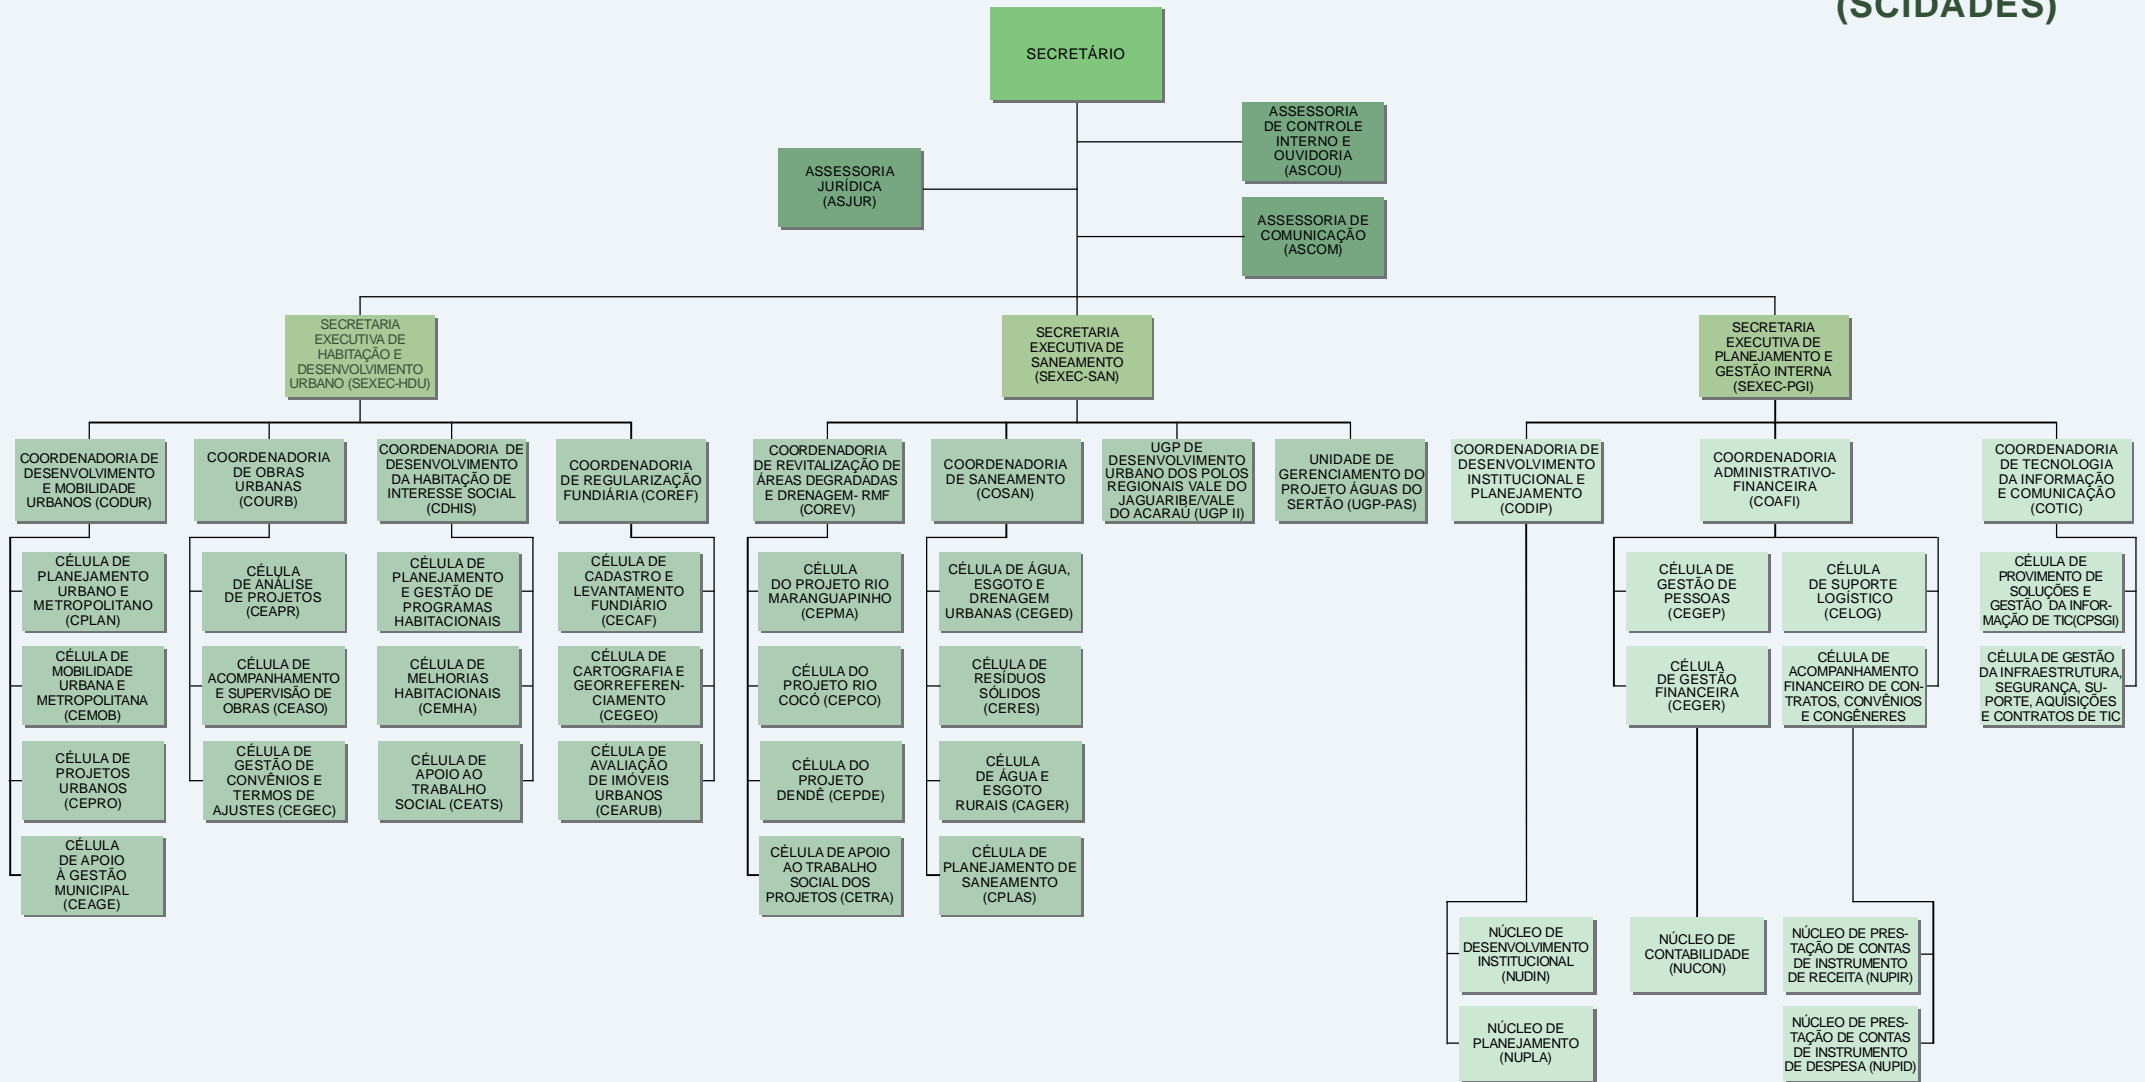 (SCIDADES)
SECRETÁRIO
ASSESSORIA
DE CONTROLE
INTERNO E
OUVIDORIA
(ASCOU)
ASSESSORIA
JURÍDICA
(ASJUR)
ASSESSORIA DE
COMUNICAÇÃO
(ASCOM)
SECRETARIA
EXECUTIVA DE
HABITAÇÃO E
DESENVOLVIMENTO
URBANO (SEXEC-HDU)
SECRETARIA
EXECUTIVA DE
SANEAMENTO
(SEXEC-SAN)
SECRETARIA
EXECUTIVA DE
PLANEJAMENTO E
GESTÃO INTERNA
(SEXEC-PGI)
COORDENADORIA DE
DESENVOLVIMENTO
E MOBILIDADE
URBANOS (CODUR)
COORDENADORIA
DE OBRAS
URBANAS
(COURB)
COORDENADORIA DE
DESENVOLVIMENTO
DA HABITAÇÃO DE
INTERESSE SOCIAL
(CDHIS)
COORDENADORIA
DE REGULARIZAÇÃO
FUNDIÁRIA (COREF)
COORDENADORIA
DE REVITALIZAÇÃO DE
ÁREAS DEGRADADAS
E DRENAGEM- RMF
(COREV)
COORDENADORIA
DE SANEAMENTO
(COSAN)
UGP DE
DESENVOLVIMENTO
URBANO DOS POLOS
REGIONAIS VALE DO
JAGUARIBE/VALE
DO ACARAÚ (UGP II)
UNIDADE DE
GERENCIAMENTO DO
PROJETO ÁGUAS DO
SERTÃO (UGP-PAS)
COORDENADORIA DE
DESENVOLVIMENTO
INSTITUCIONAL E
PLANEJAMENTO
(CODIP)
COORDENADORIA
ADMINISTRATIVO-
FINANCEIRA
(COAFI)
COORDENADORIA
DE TECNOLOGIA
DA INFORMAÇÃO
E COMUNICAÇÃO
(COTIC)
CÉLULA DE
PLANEJAMENTO
URBANO E
METROPOLITANO
(CPLAN)
CÉLULA
DE ANÁLISE
DE PROJETOS
(CEAPR)
CÉLULA DE
PLANEJAMENTO
E GESTÃO DE
PROGRAMAS
HABITACIONAIS
CÉLULA DE
CADASTRO E
LEVANTAMENTO
FUNDIÁRIO
(CECAF)
CÉLULA
DO PROJETO RIO
MARANGUAPINHO
(CEPMA)
CÉLULA DE ÁGUA,
ESGOTO E
DRENAGEM
URBANAS (CEGED)
CÉLULA DE
GESTÃO DE
PESSOAS
(CEGEP)
CÉLULA
DE SUPORTE
LOGÍSTICO
(CELOG)
CÉLULA DE
PROVIMENTO DE
SOLUÇÕES E
GESTÃO DA INFOR-
MAÇÃO DE TIC(CPSGI)
CÉLULA DE
MOBILIDADE
URBANA E
METROPOLITANA
(CEMOB)
CÉLULA DE
ACOMPANHAMENTO
E SUPERVISÃO DE
OBRAS (CEASO)
CÉLULA DE
MELHORIAS
HABITACIONAIS
(CEMHA)
CÉLULA DE
CARTOGRAFIA E
GEORREFEREN-
CIAMENTO
(CEGEO)
CÉLULA DO
PROJETO RIO
COCÓ (CEPCO)
CÉLULA DE
RESÍDUOS
SÓLIDOS
(CERES)
CÉLULA
DE GESTÃO
FINANCEIRA
(CEGER)
CÉLULA DE
ACOMPANHAMENTO
FINANCEIRO DE CON-
TRATOS, CONVÊNIOS
E CONGÊNERES
CÉLULA DE GESTÃO
DA INFRAESTRUTURA,
SEGURANÇA, SU-
PORTE, AQUISIÇÕES
E CONTRATOS DE TIC
CÉLULA DE
PROJETOS
URBANOS
(CEPRO)
CÉLULA DE
GESTÃO DE
CONVÊNIOS E
TERMOS DE
AJUSTES (CEGEC)
CÉLULA DE
APOIO AO
TRABALHO
SOCIAL (CEATS)
CÉLULA DE
AVALIAÇÃO
DE IMÓVEIS
URBANOS
(CEARUB)
CÉLULA DO
PROJETO
DENDÊ (CEPDE)
CÉLULA
DE ÁGUA E
ESGOTO
RURAIS (CAGER)
CÉLULA
DE APOIO
À GESTÃO
MUNICIPAL
(CEAGE)
CÉLULA DE APOIO
AO TRABALHO
SOCIAL DOS
PROJETOS (CETRA)
CÉLULA DE
PLANEJAMENTO DE
SANEAMENTO
(CPLAS)
NÚCLEO DE
DESENVOLVIMENTO
INSTITUCIONAL
(NUDIN)
NÚCLEO DE
CONTABILIDADE
(NUCON)
NÚCLEO DE PRES-
TAÇÃO DE CONTAS
DE INSTRUMENTO
DE RECEITA (NUPIR)
NÚCLEO DE
PLANEJAMENTO
(NUPLA)
NÚCLEO DE PRES-
TAÇÃO DE CONTAS
DE INSTRUMENTO
DE DESPESA (NUPID)